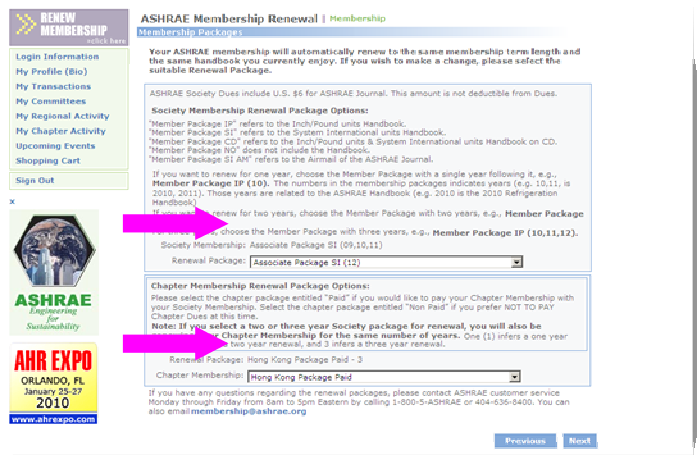 RENEW
MEMBERSHIP
»click here
Login Information
My Profile (Bio)
My Transactions
My Committees
My Regional Activity
My Chapter Activity
Upcoming Events
Shopping Cart
Sign Out
x
ASHRAE
Engineering
for
Sustainability
AHR EXPO
ORLANDO, FL
January 25-27
2010
www.ahrexpo.com
ASHRAE Membership Renewal | Membership
Membership Packages
Your ASHRAE membership will automatically renew to the same membership term length and
the same handbook you currently enjoy. If you wish to make a change, please select the
suitable Renewal Package.
ASHRAE Society Dues include U.S. $6 for ASHRAE Journal. This amount is not deductible from Dues.
Society Membership Renewal Package Options:
"Member Package IP" refers to the Inch/Pound units Handbook.
"Member Package SI" refers to the System International units Handbook.
"Member Package CD" refers to the Inch/Pound units & System International units Handbook on CD.
"Member Package NO" does not include the Handbook.
"Member Package SI AM" refers to the Airmail of the ASHRAE Journal.
If you want to renew for one year, choose the Member Package with a single year following it, e.g.,
Member Package IP (10). The numbers in the membership packages indicates years (e.g. 10,11, is
2010, 2011). Those years are related to the ASHRAE Handbook (e.g. 2010 is the 2010 Refrigeration
Handbook)
If you want to renew for two years, choose the Member Package with two years, e.g., Member Package
choose the Member Package with three years, e.g., Member Package IP (10,11,12).
Society Membership: Associate Package SI (09,10,11)
Renewal Package: Associate Package SI (12)
Chapter Membership Renewal Package Options:
Please select the chapter package entitled "Paid" if you would like to pay your Chapter Membership with
your Society Membership. Select the chapter package entitled "Non Paid" if you prefer NOT TO PAY
Chapter Dues at this time.
Note: If you select a two or three year Society package for renewal, you will also be
Chapter Membership for the same number of years. One (1) infers a one year
two year renewal, and 3 infers a three year renewal.
Renewal Package: Hong Kong Package Paid - 3
Chapter Membership: Hong Kong Package Paid
If you have any questions regarding the renewal packages, please contact ASHRAE customer service
Monday through Friday from 8am to 5pm Eastern by calling 1-800-5-ASHRAE or 404-636-8400. You can
also email membership@ashrae.org
Previous Next